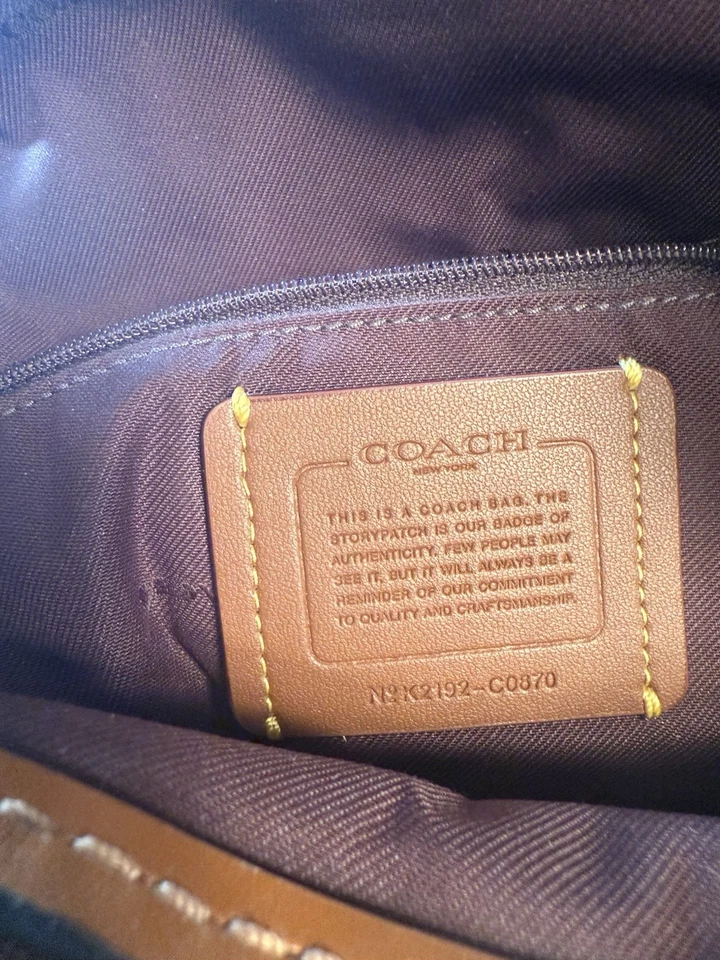 COACH
NEW YORK
THIS IS A COACH BAG. THE
STORYPATCH IS OUR BADGE OF
AUTHENTICITY. FEW PEOPLE MAY
SEE IT, BUT IT WILL ALWAYS BE A
REMINDER OF OUR COMMITMENT
TO QUALITY AND CRAFTSMANSHIP.
Nº K2192-C0870